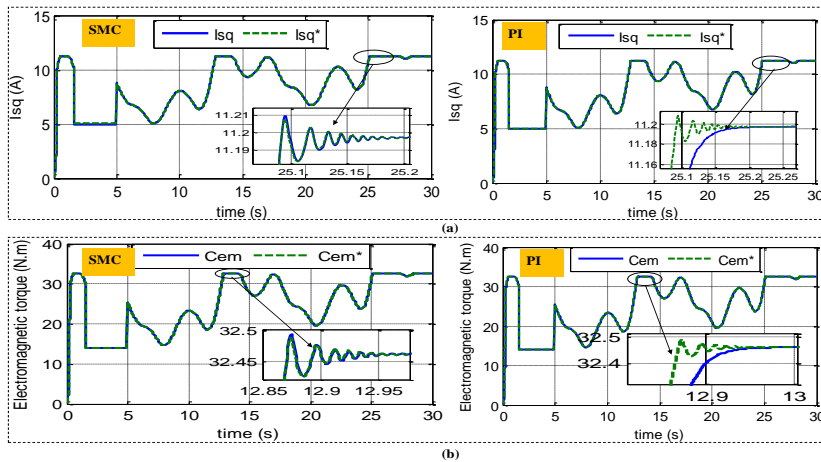 SMC
Isq Isq*
Isq (A)
15
10
5
0
0 5 10 15 20 25 30
time (s)
11.21
11.2
11.19
25.1 25.15 25.2
PI
Isq Isq*
Isq (A)
15
10
5
0
0 5 10 15 20 25 30
time (s)
11.2
11.18
11.16
25.1 25.15 25.2 25.25
(a)
SMC
Cem Cem*
Electromagnetic torque (N.m)
40
30
20
10
0
0 5 10 15 20 25 30
time (s)
32.5
32.45
12.85 12.9 12.95
PI
Cem Cem*
Electromagnetic torque (N.m)
40
30
20
10
0
0 5 10 15 20 25 30
time (s)
32.5
32.4
12.9 13
(b)